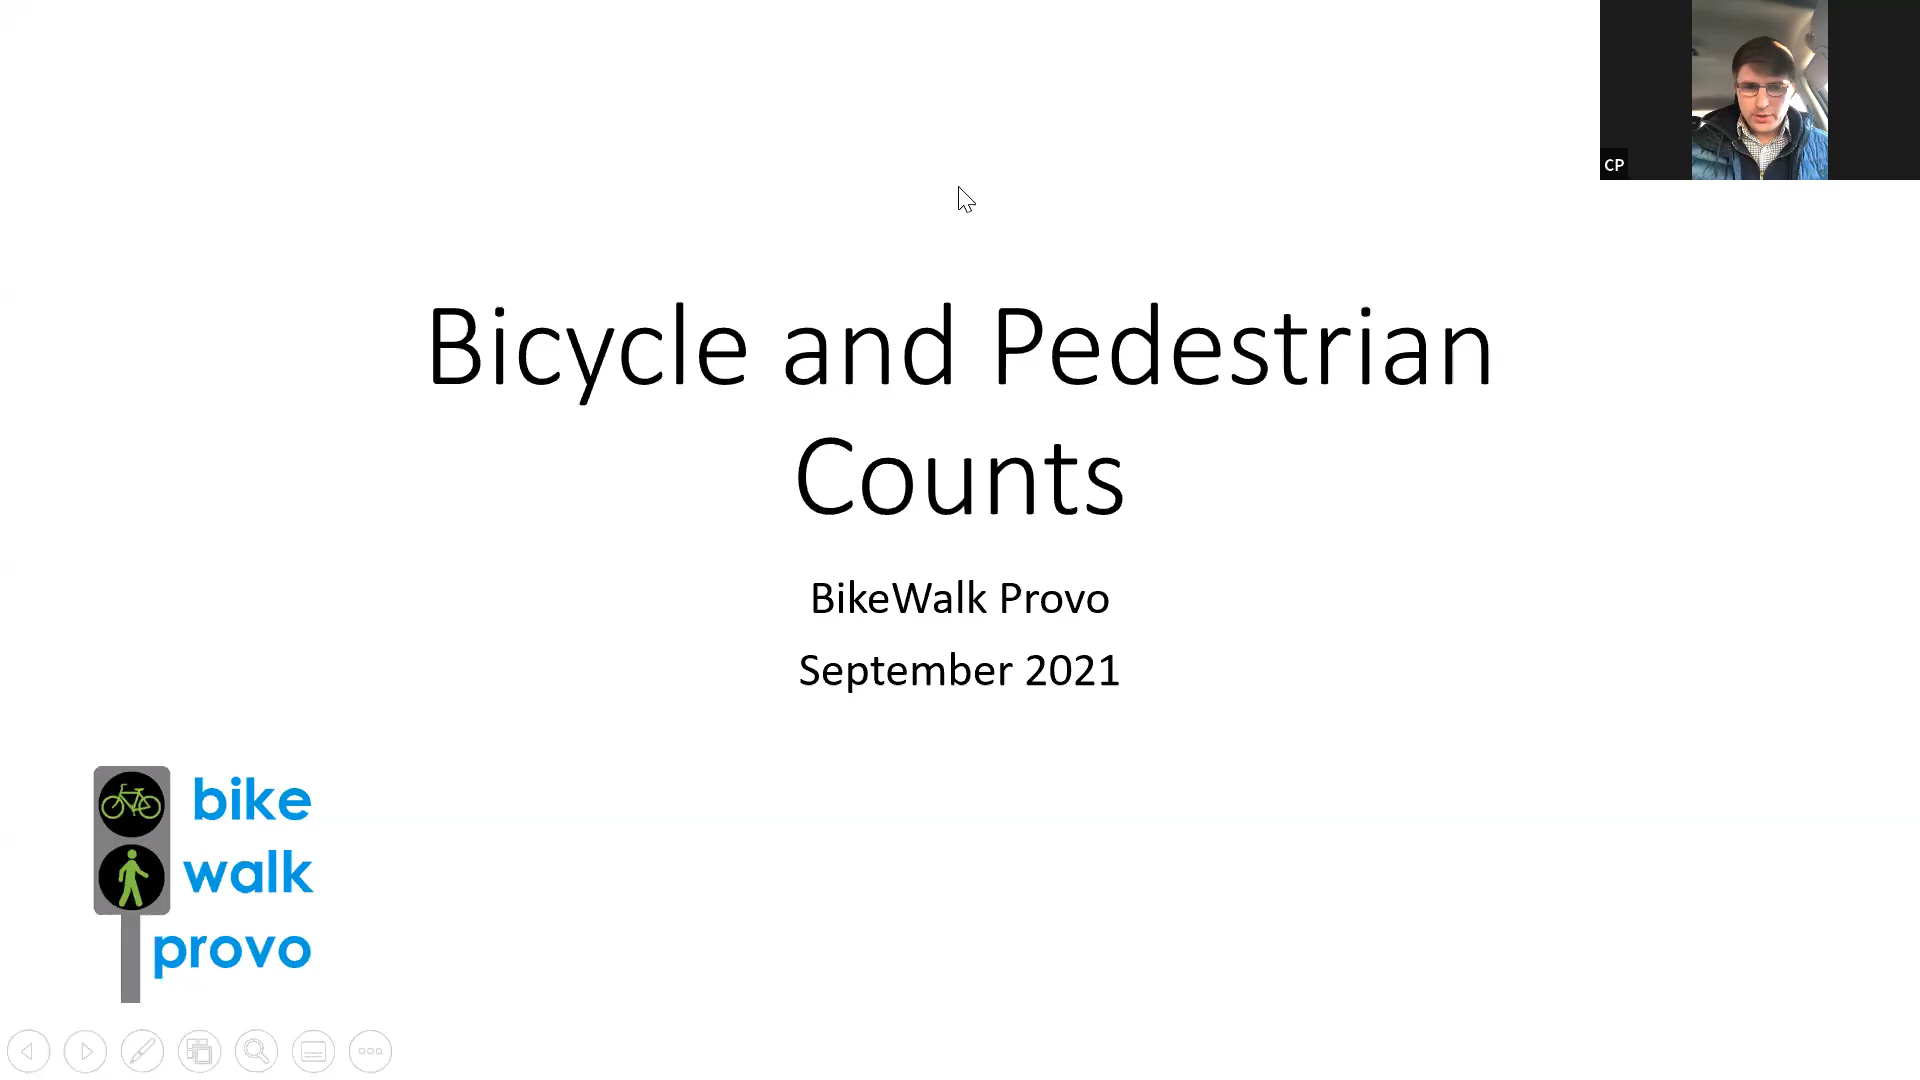 CP
Bicycle and Pedestrian
Counts
BikeWalk Provo
September 2021
bike
walk
provo